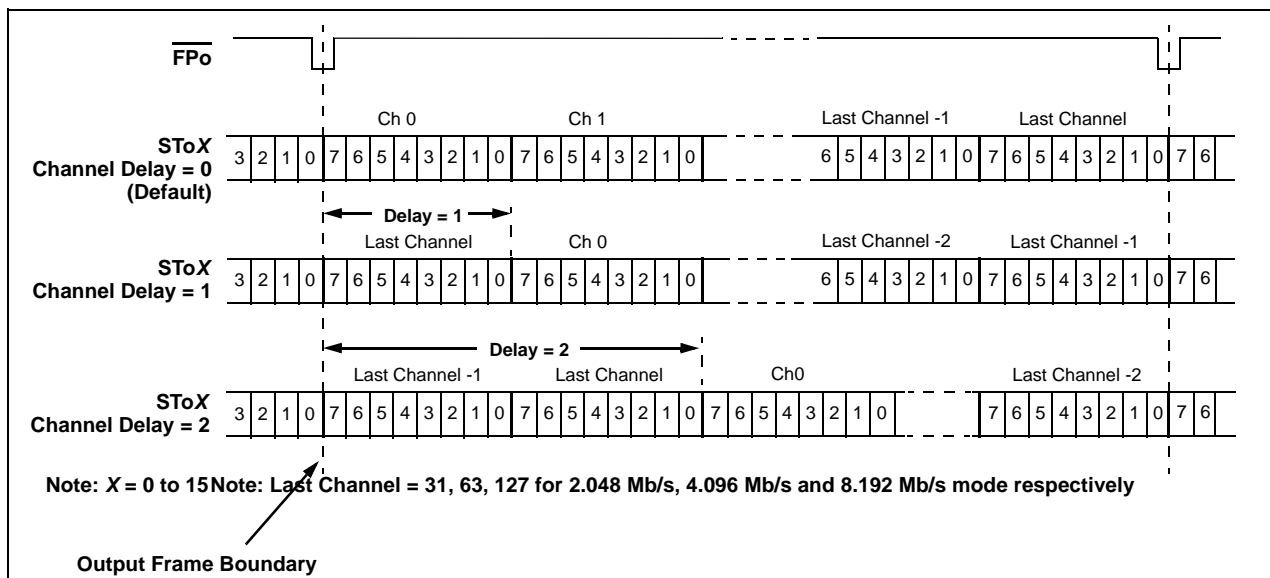 FPo
Ch 0 Ch 1 Last Channel -1 Last Channel
SToX
Channel Delay = 0
(Default)
3 2 1 0 7 6 5 4 3 2 1 0 7 6 5 4 3 2 1 0 6 5 4 3 2 1 0 7 6 5 4 3 2 1 0 7 6
Delay = 1
Last Channel Ch 0 Last Channel -2 Last Channel -1
SToX
Channel Delay = 1
3 2 1 0 7 6 5 4 3 2 1 0 7 6 5 4 3 2 1 0 6 5 4 3 2 1 0 7 6 5 4 3 2 1 0 7 6
Delay = 2
Last Channel -1 Last Channel Ch0 Last Channel -2
SToX
Channel Delay = 2
3 2 1 0 7 6 5 4 3 2 1 0 7 6 5 4 3 2 1 0 7 6 5 4 3 2 1 0 7 6 5 4 3 2 1 0 7 6
Note: X = 0 to 15Note: Last Channel = 31, 63, 127 for 2.048 Mb/s, 4.096 Mb/s and 8.192 Mb/s mode respectively
Output Frame Boundary